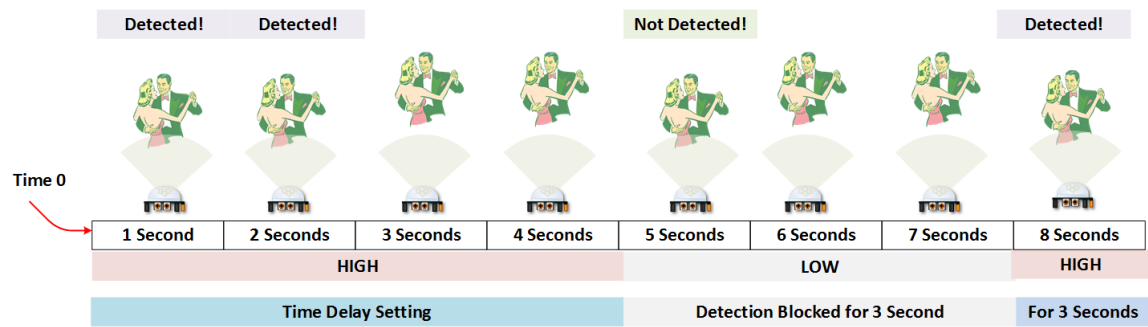 Detected!
Detected!
Not Detected!
Detected!
Time 0
1 Second
2 Seconds
3 Seconds
4 Seconds
5 Seconds
6 Seconds
7 Seconds
8 Seconds
HIGH
LOW
HIGH
Time Delay Setting
Detection Blocked for 3 Second
For 3 Seconds